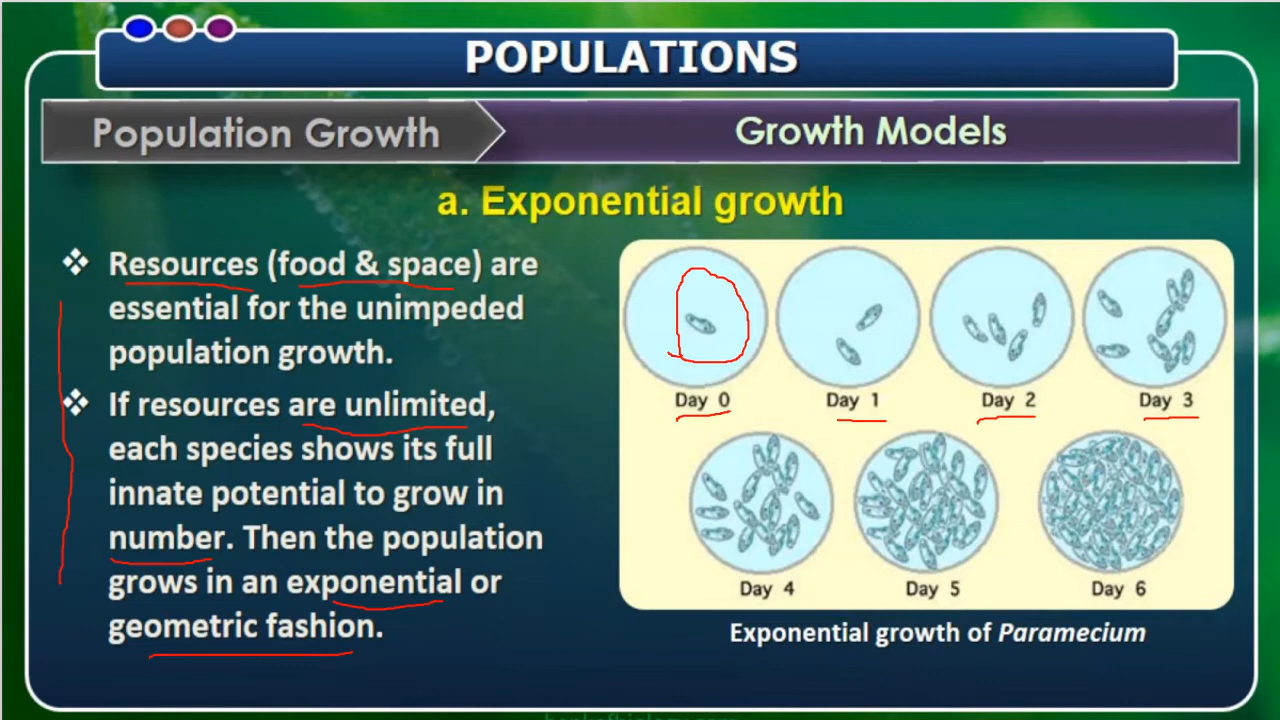 POPULATIONS
Population Growth
Growth Models
a. Exponential growth
❖ Resources (food & space) are
essential for the unimpeded
population growth.
❖ If resources are unlimited,
each species shows its full
innate potential to grow in
number. Then the population
grows in an exponential or
geometric fashion.
Day 0
Day 1
Day 2
Day 3
Day 4
Day 5
Day 6
Exponential growth of Paramecium